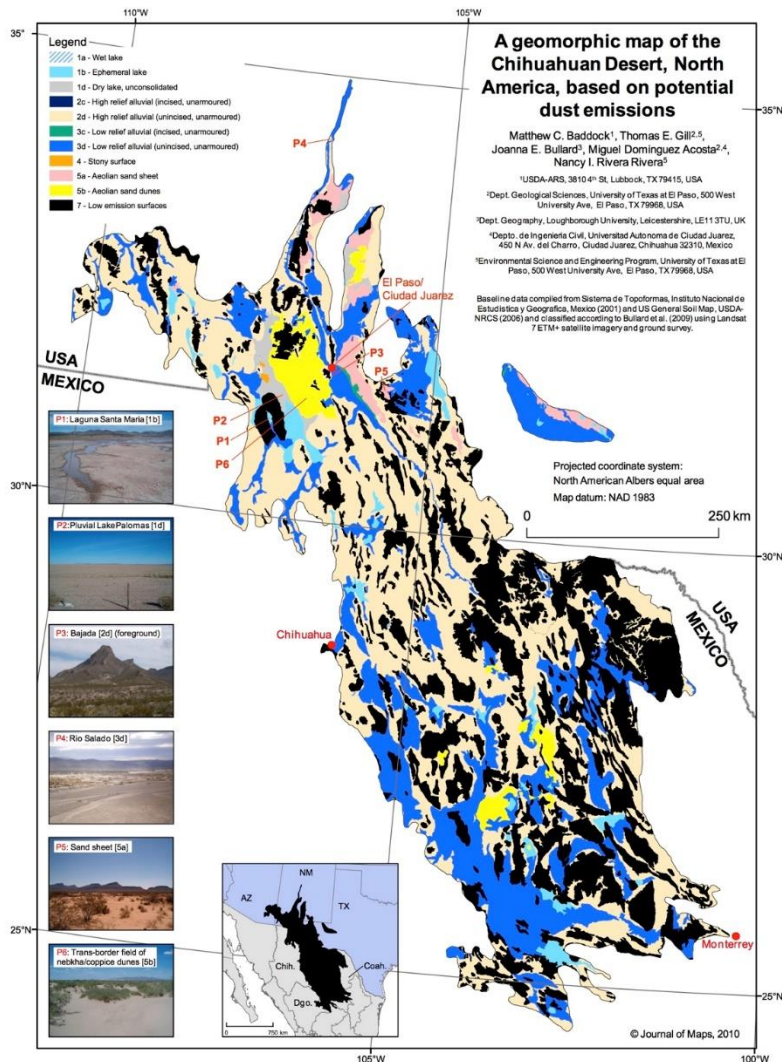 110°W
105°W
35°
35°N
Legend
1a - Wet lake
1b - Ephemeral lake
1d - Dry lake, unconsolidated
2c - High relief alluvial (incised, unarmoured)
2d - High relief alluvial (unincised, unarmoured)
3c - Low relief alluvial (incised, unarmoured)
3d - Low relief alluvial (unincised, unarmoured)
4 - Stony surface
5a - Aeolian sand sheet
5b - Aeolian sand dunes
7 - Low emission surfaces
A geomorphic map of the
Chihuahuan Desert, North
America, based on potential
dust emissions
Matthew C. Baddock¹, Thomas E. Gill²,⁵,
Joanna E. Bullard³, Miguel Dominguez Acosta²,⁴,
Nancy I. Rivera Rivera⁵
¹USDA-ARS, 3810 4th St, Lubbock, TX 79415, USA
²Dept. Geological Sciences, University of Texas at El Paso, 500 West
University Ave, El Paso, TX 79968, USA
³Dept. Geography, Loughborough University, Leicestershire, LE11 3TU, UK
⁴Depto. de Ingenieria Civil, Universitad Autonoma de Ciudad Juarez,
450 N Av. del Charro, Ciudad Juarez, Chihuahua 32310, Mexico
⁵Environmental Science and Engineering Program, University of Texas at El
Paso, 500 West University Ave, El Paso, TX 79968, USA
Baseline data compiled from Sistema de Topoformas, Instituto Nacional de
Estudistica y Geografica, Mexico (2001) and US General Soil Map, USDA-
NRCS (2006) and classified according to Bullard et al. (2009) using Landsat
7 ETM+ satellite imagery and ground survey.
P4
El Paso/
Ciudad Juarez
P3
P5
P2
P1
P6
USA
MEXICO
Projected coordinate system:
North American Albers equal area
Map datum: NAD 1983
0
250 km
30°N
30°N
USA
MEXICO
Chihuahua
Monterrey
P1: Laguna Santa Maria [1b]
P2: Pluvial Lake Palomas [1d]
P3: Bajada [2d] (foreground)
P4: Rio Salado [3d]
P5: Sand sheet [5a]
P6: Trans-border field of
nebkha/coppice dunes [5b]
AZ
NM
TX
Chih.
Coah.
Dgo.
0
750 km
25°N
25°N
105°W
100°W
© Journal of Maps, 2010